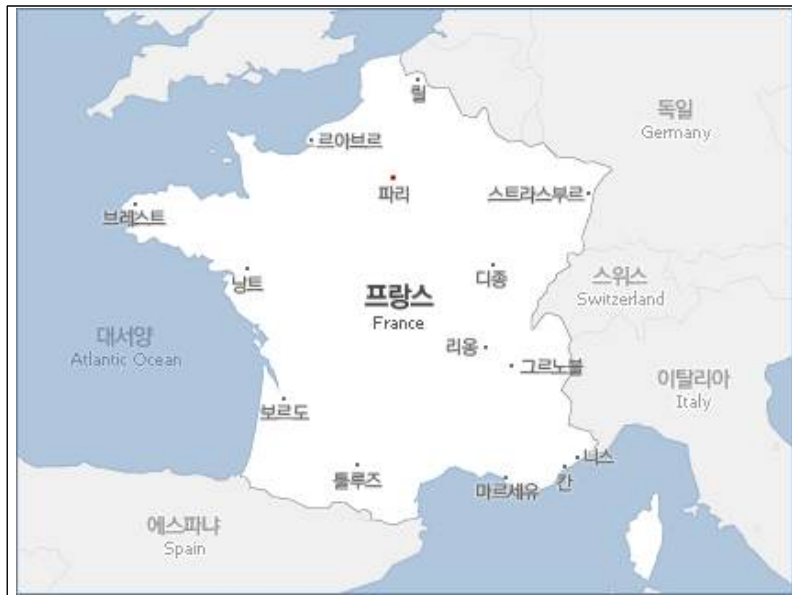 릴
독일
Germany
르아브르
파리
스트라스부르
브레스트
낭트
디종
스위스
Switzerland
프랑스
France
대서양
Atlantic Ocean
리옹
그르노블
이탈리아
Italy
보르도
니스
툴루즈
칸
마르세유
에스파냐
Spain